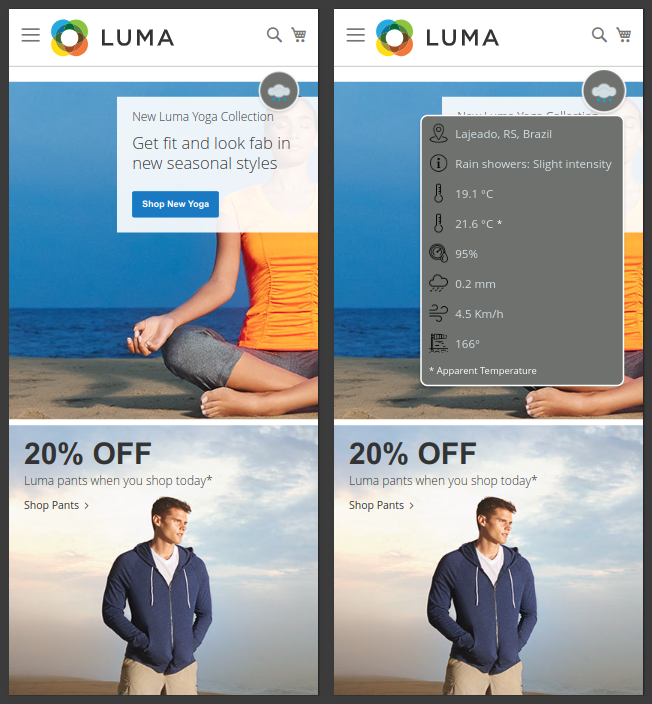 LUMA
New Luma Yoga Collection
Get fit and look fab in
new seasonal styles
Shop New Yoga
20% OFF
Luma pants when you shop today*
Shop Pants >
LUMA
New Luma Yoga Collection
Lajeado, RS, Brazil
Rain showers: Slight intensity
19.1 °C
21.6 °C *
95%
0.2 mm
4.5 Km/h
166°
* Apparent Temperature
20% OFF
Luma pants when you shop today*
Shop Pants >